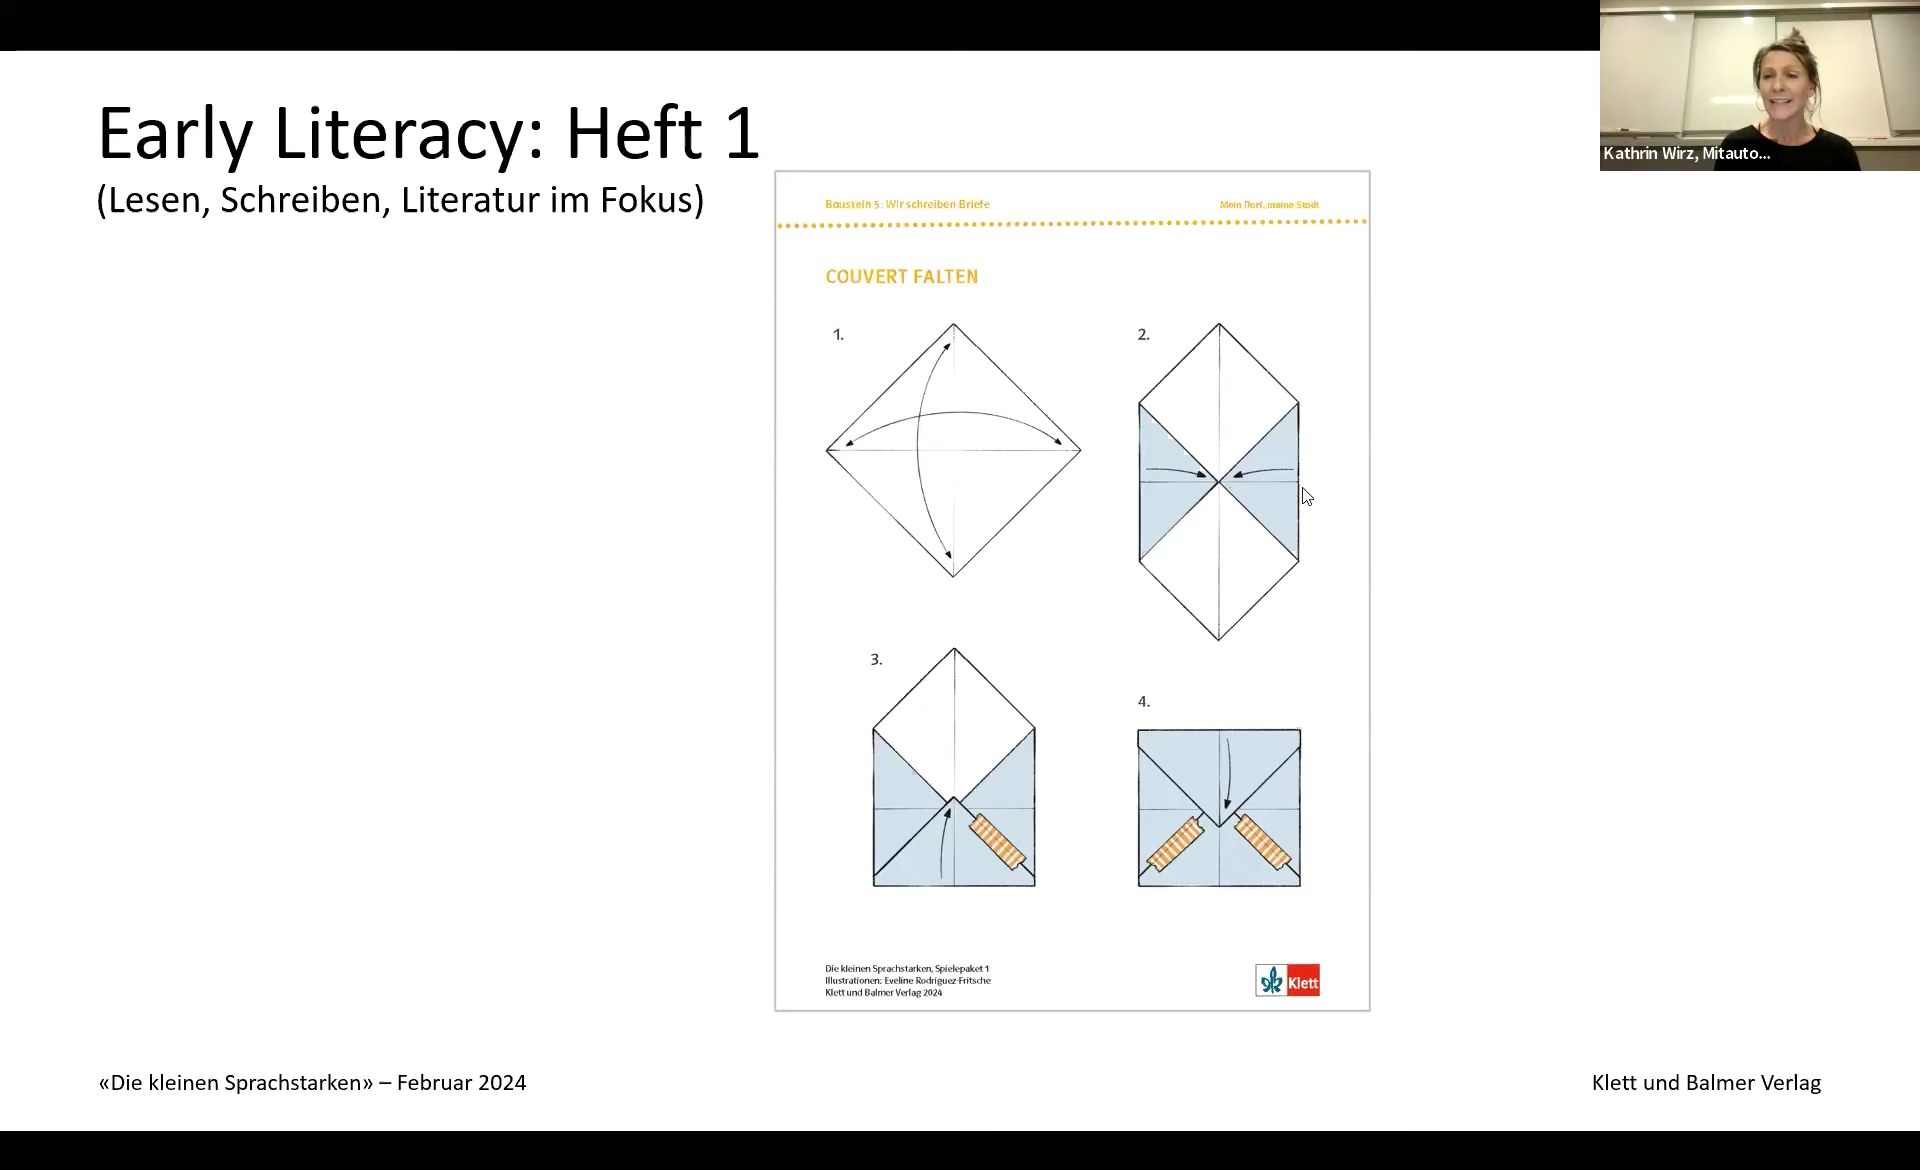 Early Literacy: Heft 1
(Lesen, Schreiben, Literatur im Fokus)
Kathrin Wirz, Mitauto...
Baustein 5: Wir schreiben Briefe
Mein Dorf, meine Stadt
COUVERT FALTEN
1.
2.
3.
4.
Die kleinen Sprachstarken, Spielepaket 1
Illustrationen: Eveline Rodriguez-Fritsche
Klett und Balmer Verlag 2024
Klett
«Die kleinen Sprachstarken» – Februar 2024
Klett und Balmer Verlag